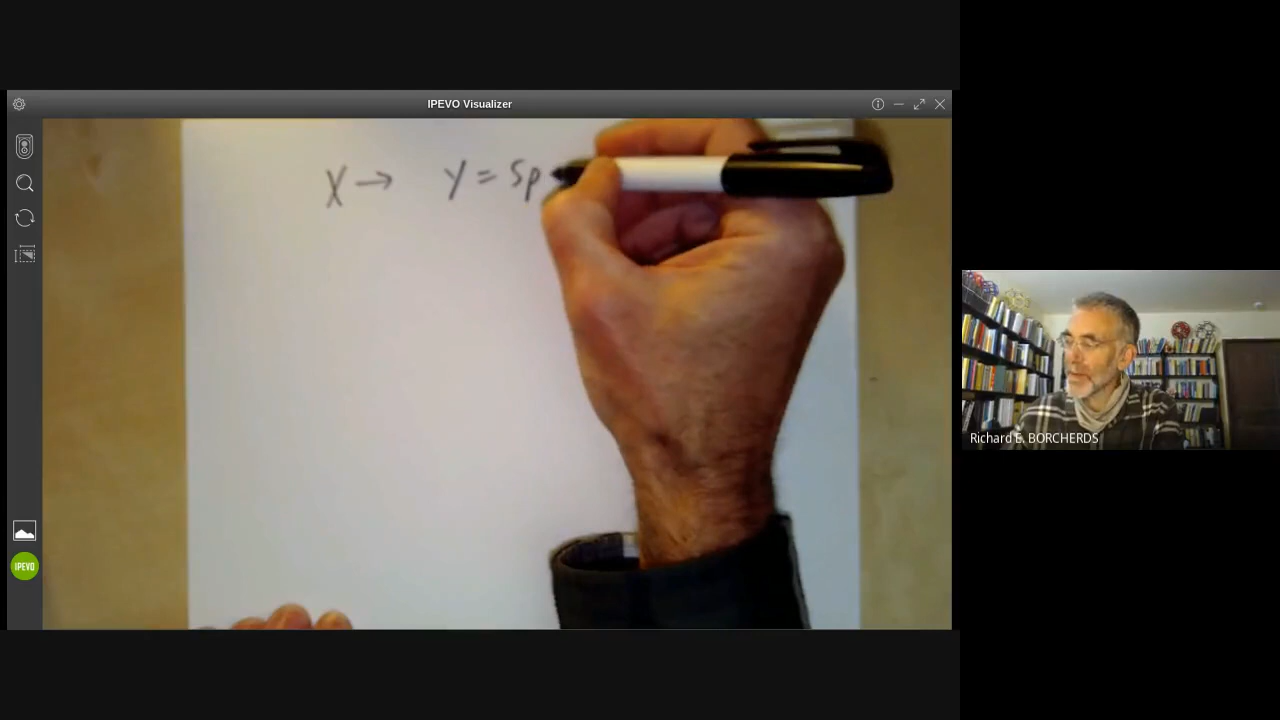 IPEVO Visualizer
X → Y = Sp
IPEVO
Richard E. BORCHERDS